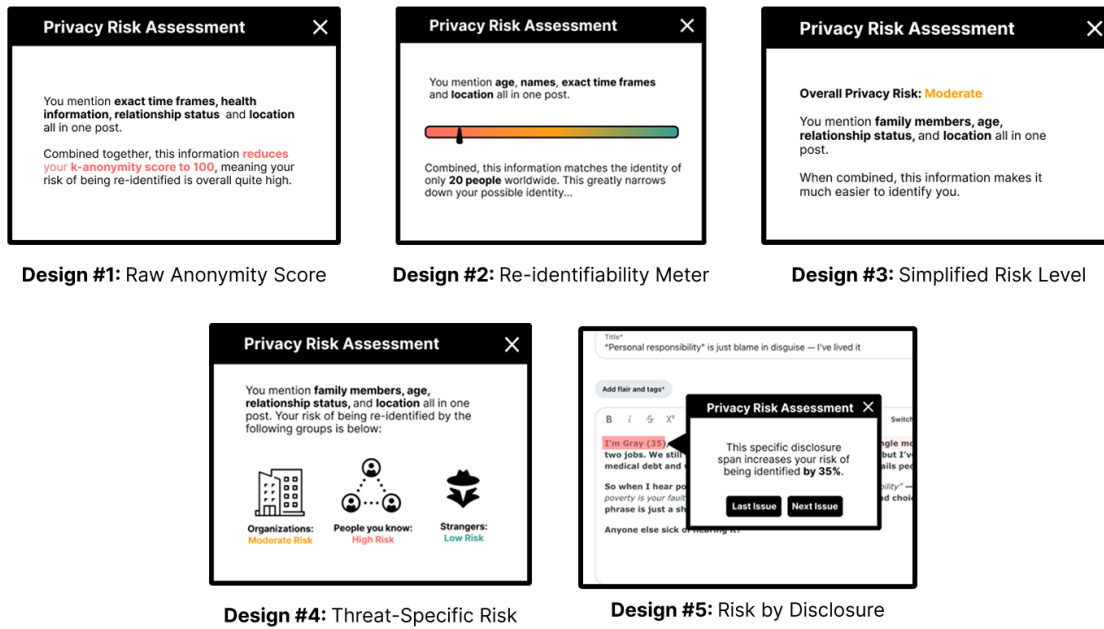 Privacy Risk Assessment
You mention exact time frames, health
information, relationship status and location
all in one post.
Combined together, this information reduces
your k-anonymity score to 100, meaning your
risk of being re-identified is overall quite high.
Design #1: Raw Anonymity Score
Privacy Risk Assessment
You mention age, names, exact time frames
and location all in one post.
Combined, this information matches the identity of
only 20 people worldwide. This greatly narrows
down your possible identity...
Design #2: Re-identifiability Meter
Privacy Risk Assessment
Overall Privacy Risk: Moderate
You mention family members, age,
relationship status, and location all in one
post.
When combined, this information makes it
much easier to identify you.
Design #3: Simplified Risk Level
Privacy Risk Assessment
You mention family members, age,
relationship status, and location all in one
post. Your risk of being re-identified by the
following groups is below:
Organizations:
Moderate Risk
People you know:
High Risk
Strangers:
Low Risk
Design #4: Threat-Specific Risk
Title*
"Personal responsibility" is just blame in disguise — I've lived it
Add flair and tags*
B i S X
I'm Gray (35),
two jobs. We still but I'v
medical debt and
So when I hear po
poverty is your fault
phrase is just a sh
Anyone else sick of hearing it?
Privacy Risk Assessment
This specific disclosure
span increases your risk of
being identified by 35%.
Last Issue Next Issue
Design #5: Risk by Disclosure